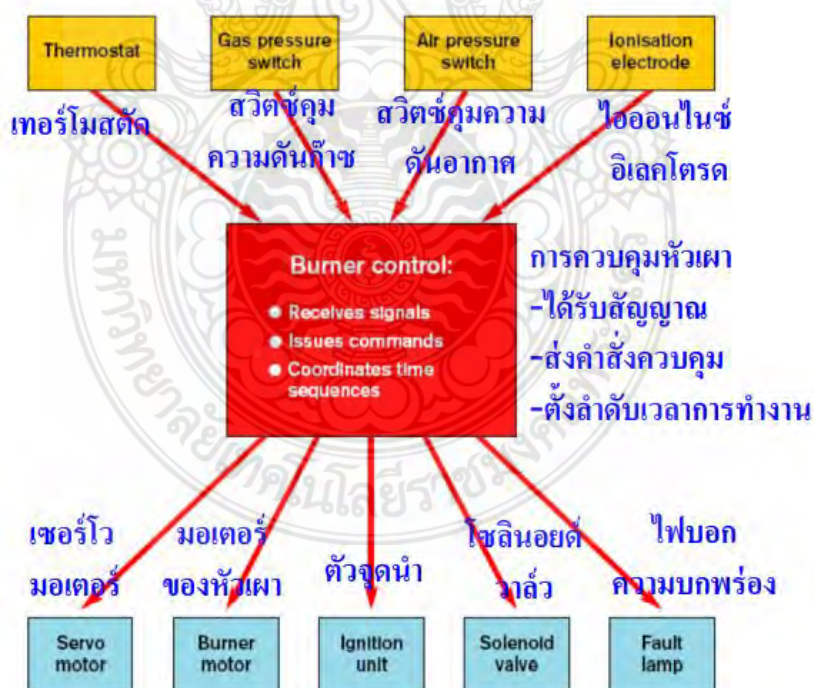 Thermostat
Gas pressure
switch
Air pressure
switch
Ionisation
electrode
เทอร์โมสตัด
สวิตซ์คุม
ความดันก๊าซ
สวิตซ์คุมความ
ดันอากาศ
ไอออนไนซ์
อิเลคโตรด
Burner control:
Receives signals
Issues commands
Coordinates time
sequences
การควบคุมหัวเผา
-ได้รับสัญญาณ
-ส่งคำสั่งควบคุม
-ตั้งลำดับเวลาการทำงาน
เซอร์โว
มอเตอร์
มอเตอร์
ของหัวเผา
ตัวจุดนำ
โซลินอยด์
วาล์ว
ไฟบอก
ความบกพร่อง
Servo
motor
Burner
motor
Ignition
unit
Solenoid
valve
Fault
lamp